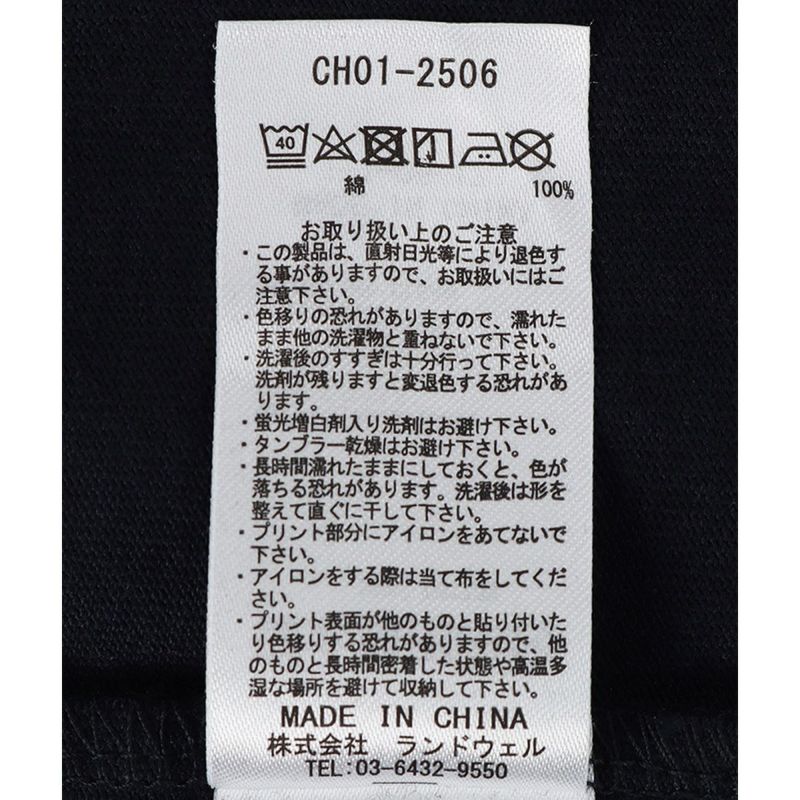 CH01-2506
40
綿 100%
お取り扱い上のご注意
・この製品は、直射日光等により退色す
る事がありますので、お取扱いにはご
注意下さい。
・色移りの恐れがありますので、濡れた
まま他の洗濯物と重ねないで下さい。
・洗濯後のすすぎは十分行って下さい。
洗剤が残りますと変退色する恐れがあ
ります。
・蛍光増白剤入り洗剤はお避け下さい。
・タンブラー乾燥はお避け下さい。
・長時間濡れたままにしておくと、色が
落ちる恐れがあります。洗濯後は形を
整えて直ぐに干して下さい。
・プリント部分にアイロンをあてないで
下さい。
・アイロンをする際は当て布をしてくだ
さい。
・プリント表面が他のものと貼り付いた
り色移りする恐れがありますので、他
のものと長時間密着した状態や高温多
湿な場所を避けて収納して下さい。
MADE IN CHINA
株式会社 ランドウェル
TEL:03-6432-9550